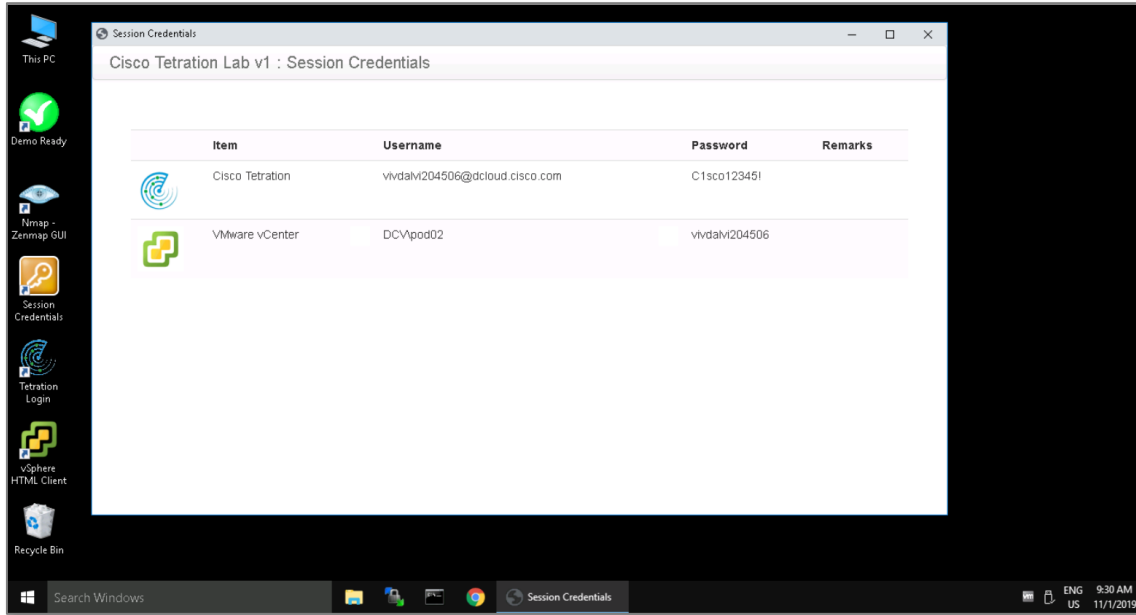 This PC
Demo Ready
Nmap -
Zenmap GUI
Session
Credentials
Tetration
Login
vSphere
HTML Client
Recycle Bin
Session Credentials
Cisco Tetration Lab v1 : Session Credentials
Item Username Password Remarks
Cisco Tetration vivdalvi204506@dcloud.cisco.com C1sco12345!
VMware vCenter DCV\pod02 vivdalvi204506
Search Windows
Session Credentials
vm
ENG 9:30 AM
US 11/1/2019